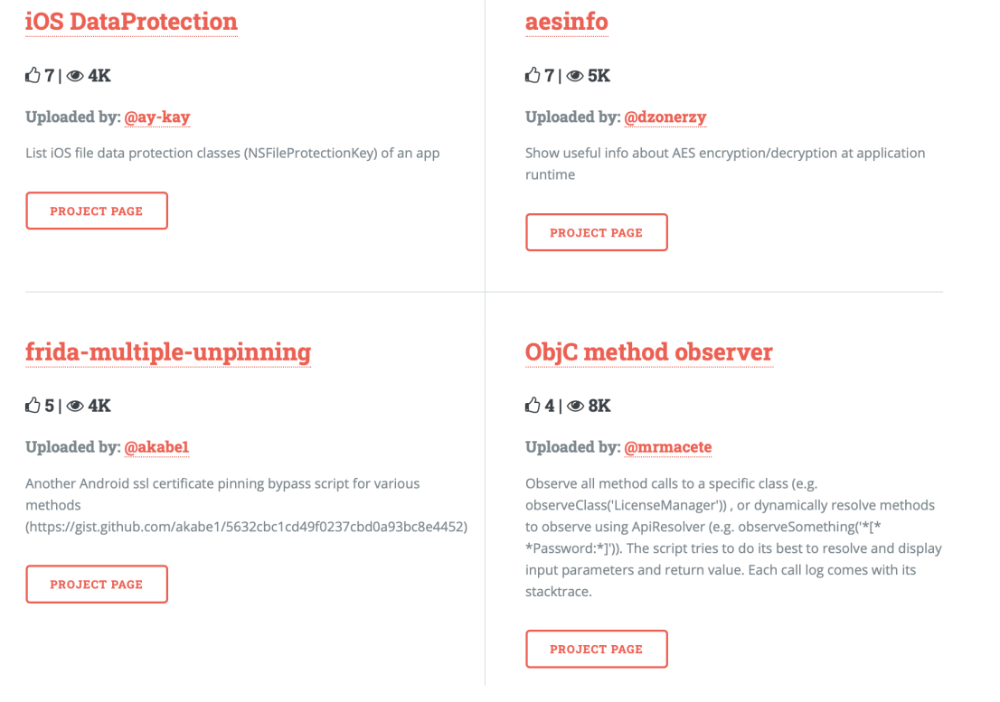 iOS DataProtection
7 | 4K
Uploaded by: @ay-kay
List iOS file data protection classes (NSFileProtectionKey) of an app
PROJECT PAGE
aesinfo
7 | 5K
Uploaded by: @dzonerzy
Show useful info about AES encryption/decryption at application
runtime
PROJECT PAGE
frida-multiple-unpinning
5 | 4K
Uploaded by: @akabe1
Another Android ssl certificate pinning bypass script for various
methods
(https://gist.github.com/akabe1/5632cbc1cd49f0237cbd0a93bc8e4452)
PROJECT PAGE
ObjC method observer
4 | 8K
Uploaded by: @mrmacete
Observe all method calls to a specific class (e.g.
observeClass('LicenseManager')) , or dynamically resolve methods
to observe using ApiResolver (e.g. observeSomething('*[*
*Password:*]')). The script tries to do its best to resolve and display
input parameters and return value. Each call log comes with its
stacktrace.
PROJECT PAGE